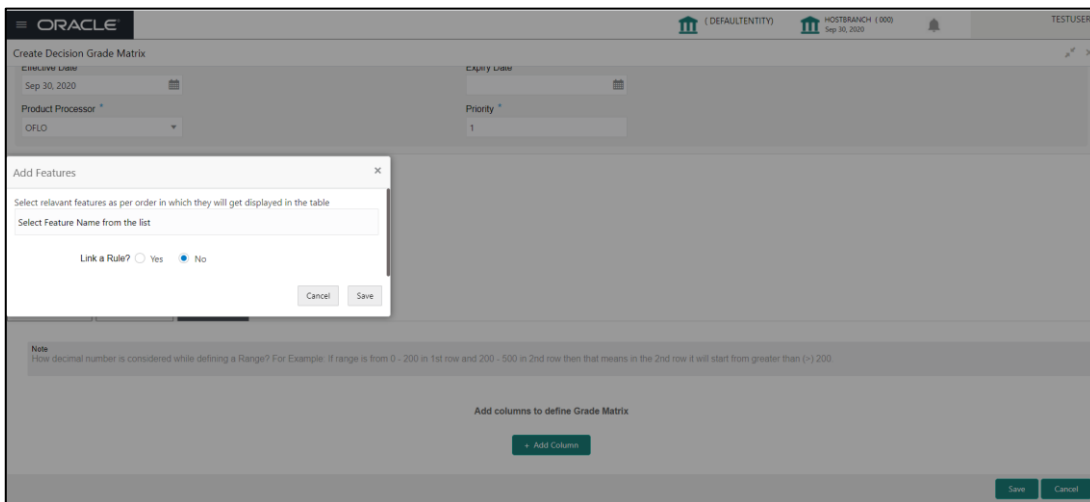 ORACLE
( DEFAULTENTITY)
HOSTBRANCH ( 000)
Sep 30, 2020
TESTUSER
Create Decision Grade Matrix
Effective Date
Expiry Date
Sep 30, 2020
Product Processor *
Priority *
OFLO
1
Add Features
Select relavant features as per order in which they will get displayed in the table
Select Feature Name from the list
Link a Rule? Yes No
Cancel Save
Note
How decimal number is considered while defining a Range? For Example. If range is from 0 - 200 in 1st row and 200 - 500 in 2nd row then that means in the 2nd row it will start from greater than (>) 200.
Add columns to define Grade Matrix
+ Add Column
Save Cancel